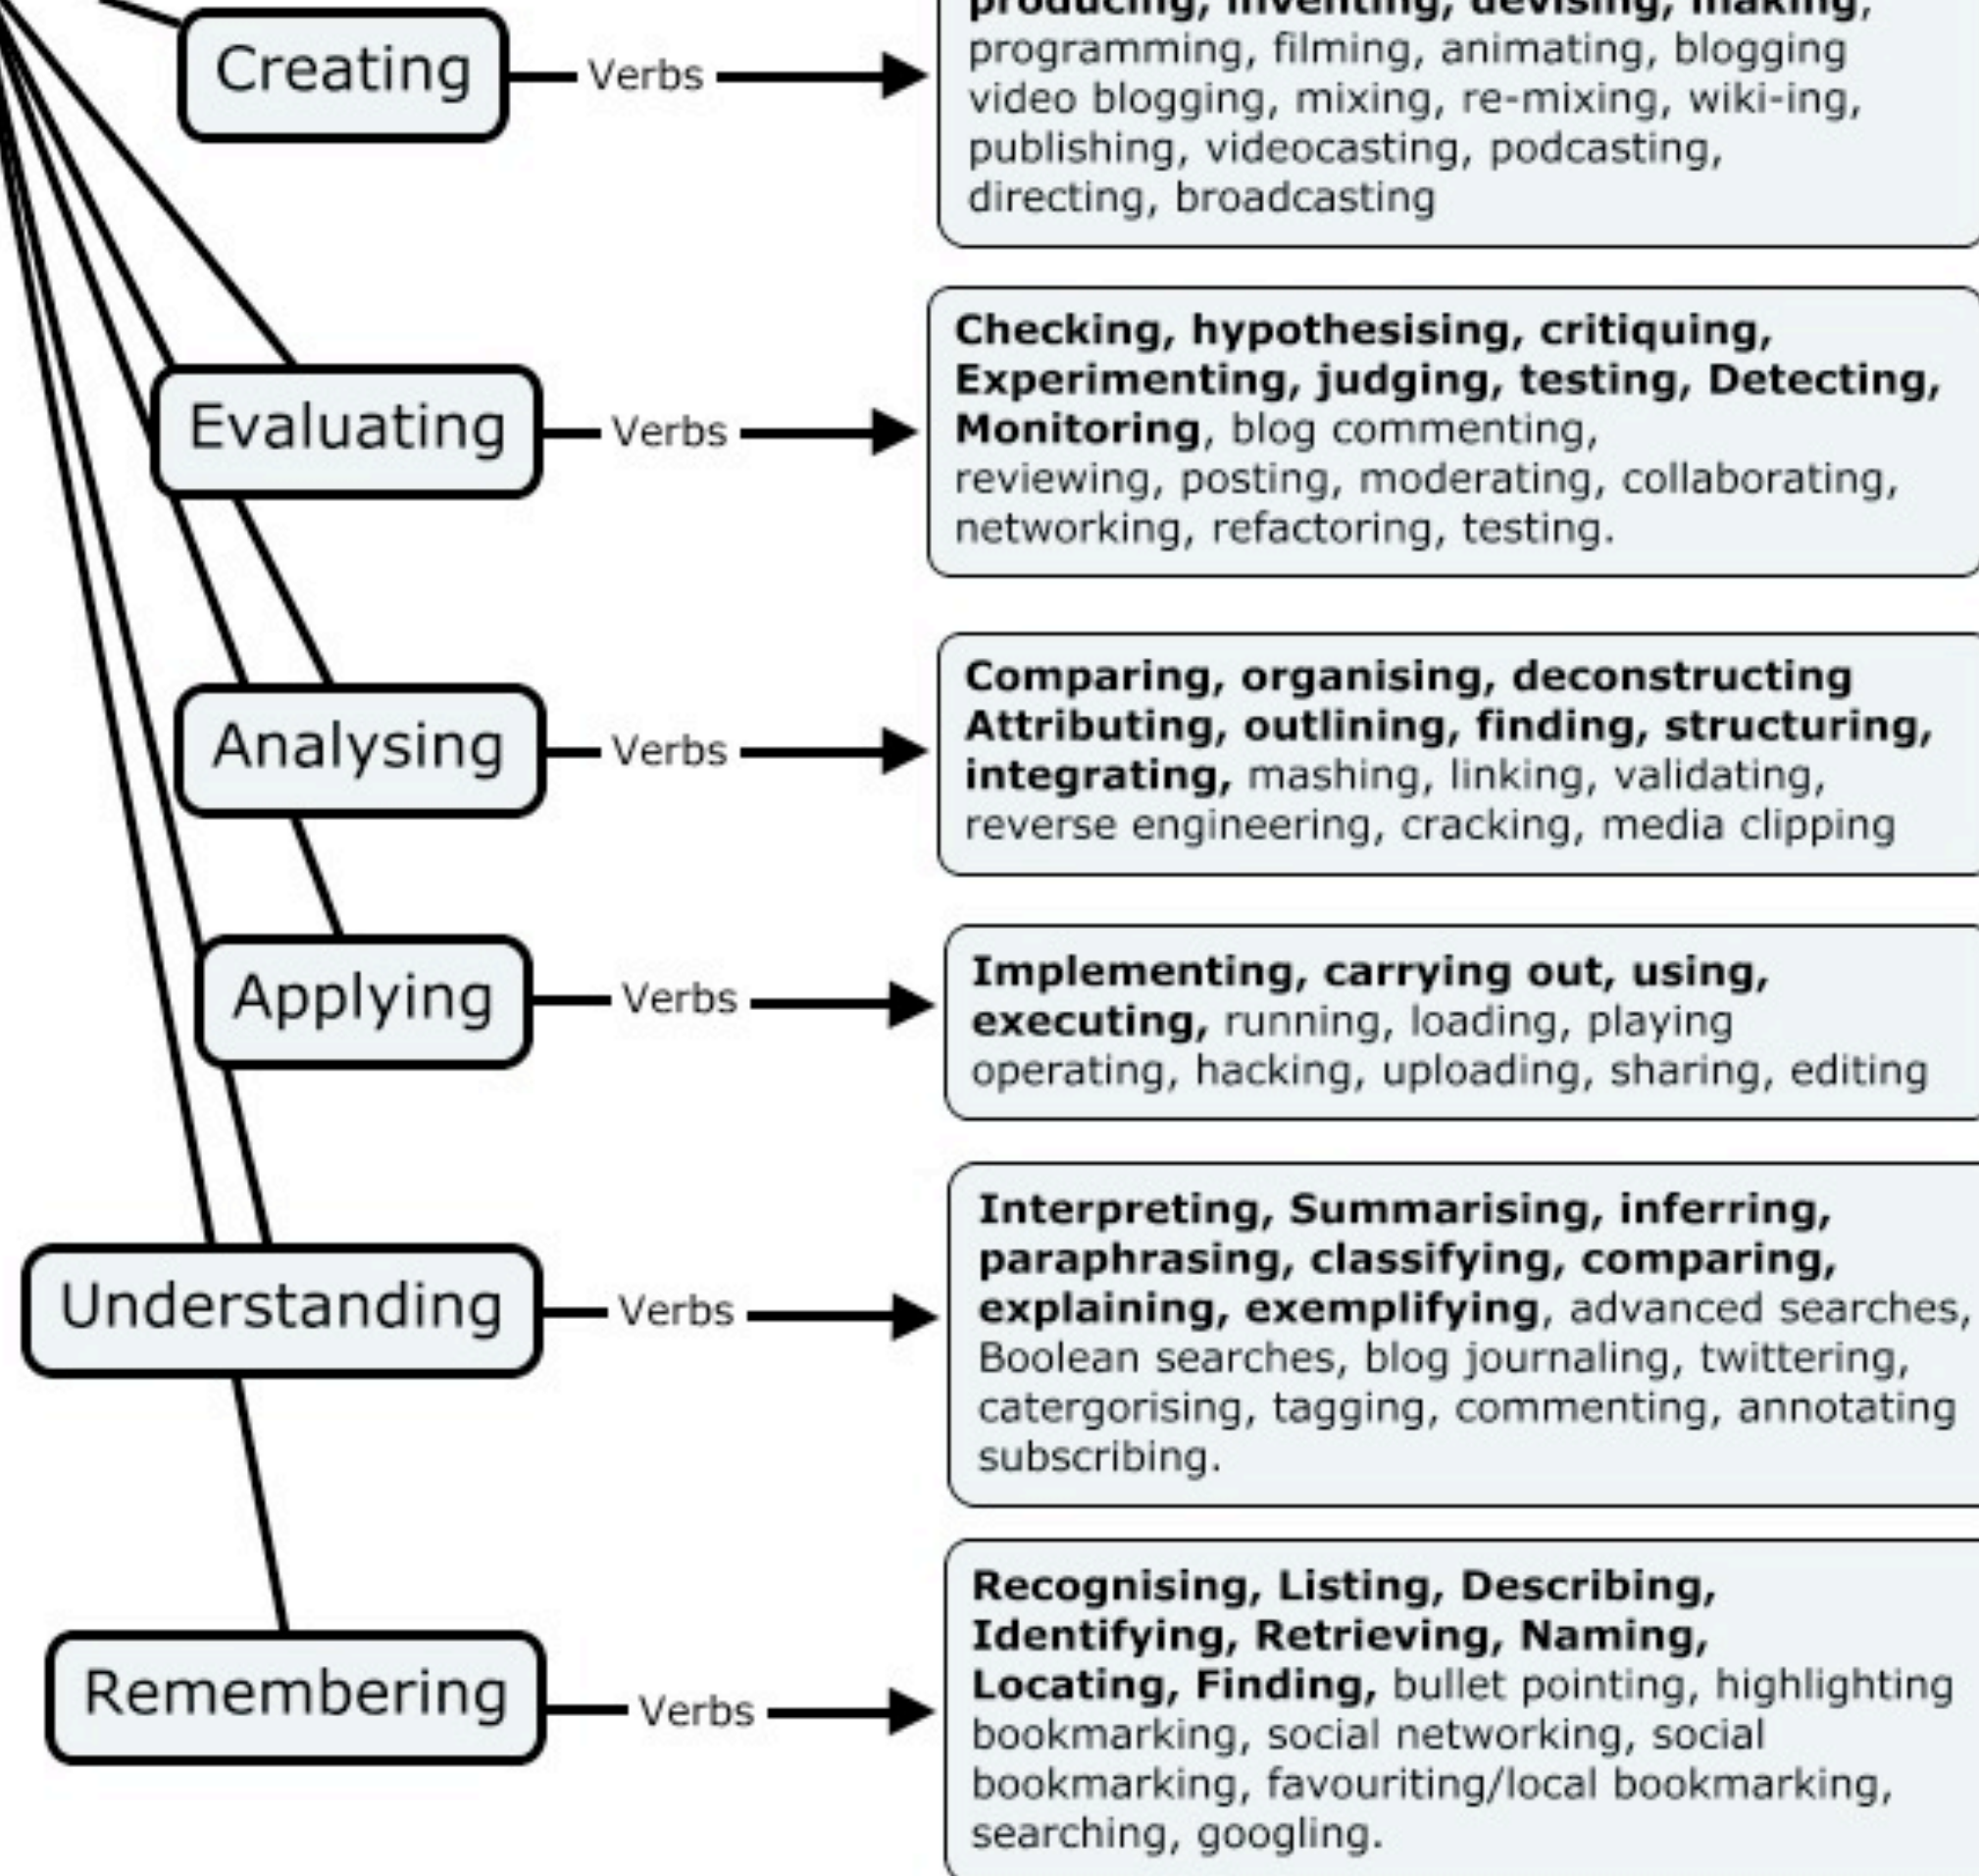 producing, inventing, devising, making,
Creating
Verbs
programming, filming, animating, blogging
video blogging, mixing, re-mixing, wiki-ing,
publishing, videocasting, podcasting,
directing, broadcasting
Evaluating
Verbs
Checking, hypothesising, critiquing,
Experimenting, judging, testing, Detecting,
Monitoring, blog commenting,
reviewing, posting, moderating, collaborating,
networking, refactoring, testing.
Analysing
Verbs
Comparing, organising, deconstructing
Attributing, outlining, finding, structuring,
integrating, mashing, linking, validating,
reverse engineering, cracking, media clipping
Applying
Verbs
Implementing, carrying out, using,
executing, running, loading, playing
operating, hacking, uploading, sharing, editing
Understanding
Verbs
Interpreting, Summarising, inferring,
paraphrasing, classifying, comparing,
explaining, exemplifying, advanced searches,
Boolean searches, blog journaling, twittering,
catergorising, tagging, commenting, annotating
subscribing.
Remembering
Verbs
Recognising, Listing, Describing,
Identifying, Retrieving, Naming,
Locating, Finding, bullet pointing, highlighting
bookmarking, social networking, social
bookmarking, favouriting/local bookmarking,
searching, googling.